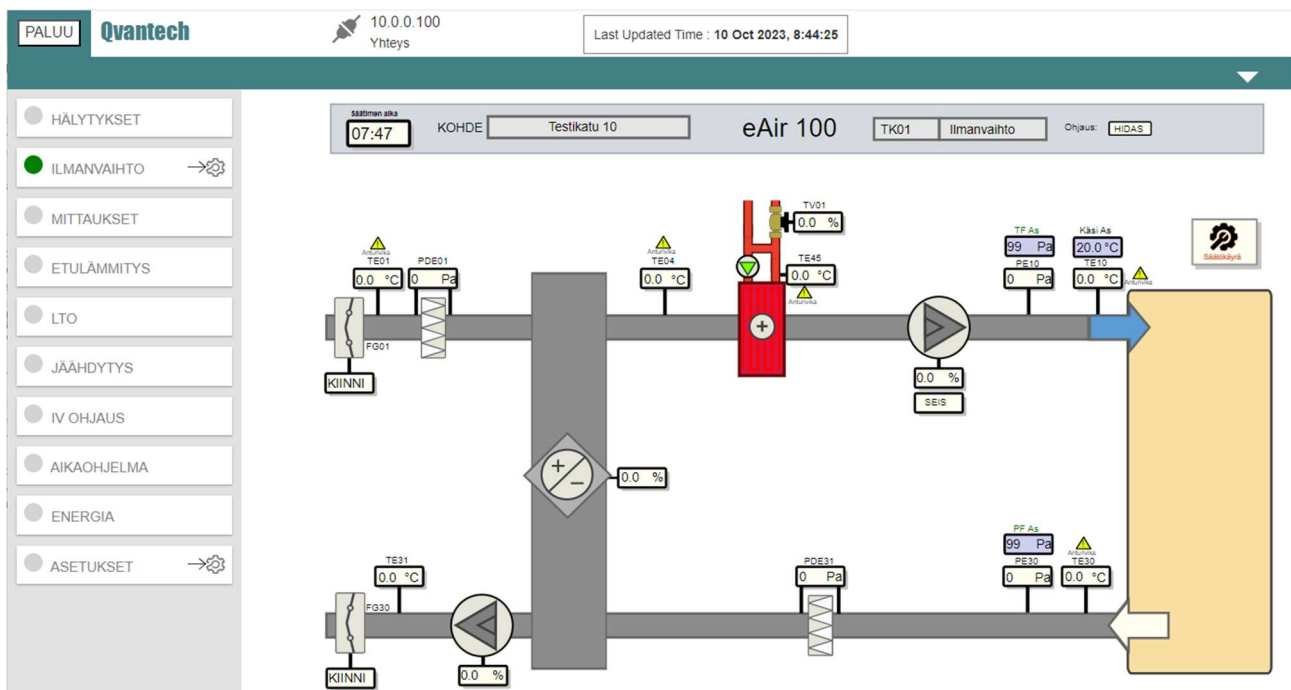 PALUU
Qvantech
10.0.0.100
Yhteys
Last Updated Time : 10 Oct 2023, 8:44:25
HÄLYTYKSET
ILMANVAIHTO
MITTAUKSET
ETULÄMMITYS
LTO
JÄÄHDYTYS
IV OHJAUS
AIKAOHJELMA
ENERGIA
ASETUKSET
Säätimen aika
07:47
KOHDE
Testikatu 10
eAir 100
TK01
Ilmanvaihto
Ohjaus:
HIDAS
TV01
0.0 %
Anturivika
TE01
0.0 °C
PDE01
0 Pa
Anturivika
TE04
0.0 °C
TE45
0.0 °C
Anturivika
TF As
99 Pa
PE10
0 Pa
Käsi As
20.0 °C
TE10
0.0 °C
Anturivika
Säätökäyrä
FG01
KIINNI
0.0 %
SEIS
0.0 %
TE31
0.0 °C
FG30
KIINNI
0.0 %
PDE31
0 Pa
PF As
99 Pa
PE30
0 Pa
Anturivika
TE30
0.0 °C